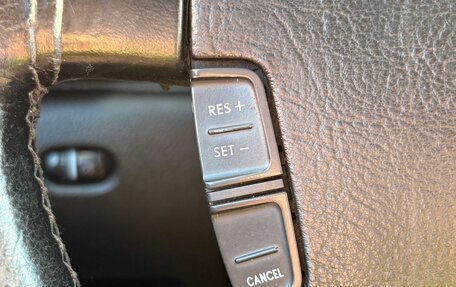 RES +
SET -
CANCEL